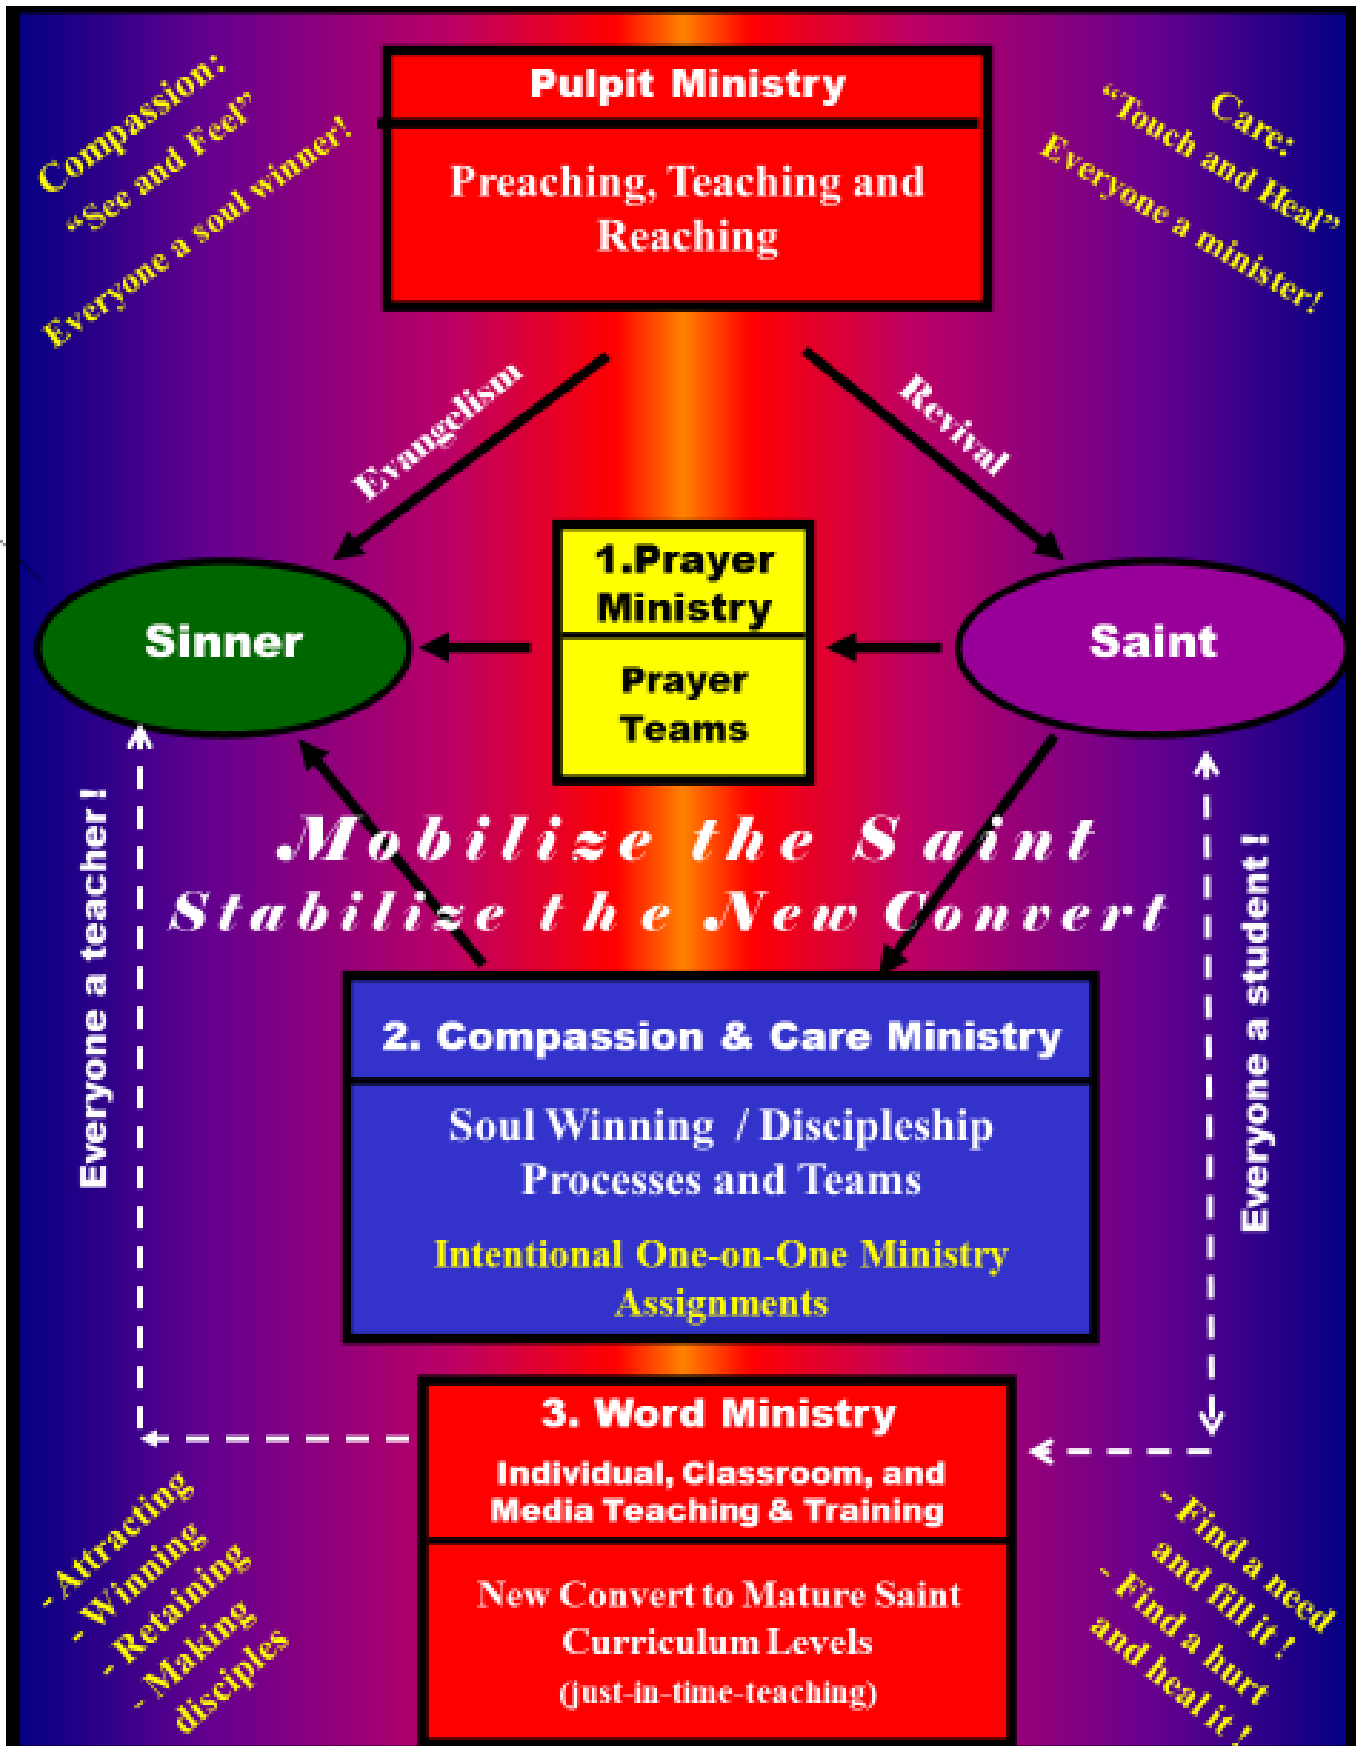 Pulpit Ministry
Preaching, Teaching and
Reaching
Compassion:
“See and Feel”
Everyone a soul winner!
Care:
“Touch and Heal”
Everyone a minister!
Evangelism
Revival
Sinner
1.Prayer
Ministry
Prayer
Teams
Saint
Mobilize the Saint
Stabilize the New Convert
Everyone a teacher!
Everyone a student!
2. Compassion & Care Ministry
Soul Winning / Discipleship
Processes and Teams
Intentional One-on-One Ministry
Assignments
3. Word Ministry
Individual, Classroom, and
Media Teaching & Training
New Convert to Mature Saint
Curriculum Levels
(just-in-time-teaching)
- Attracting
- Winning
- Retaining
- Making
disciples
- Find a need
and fill it !
- Find a hurt
and heal it !